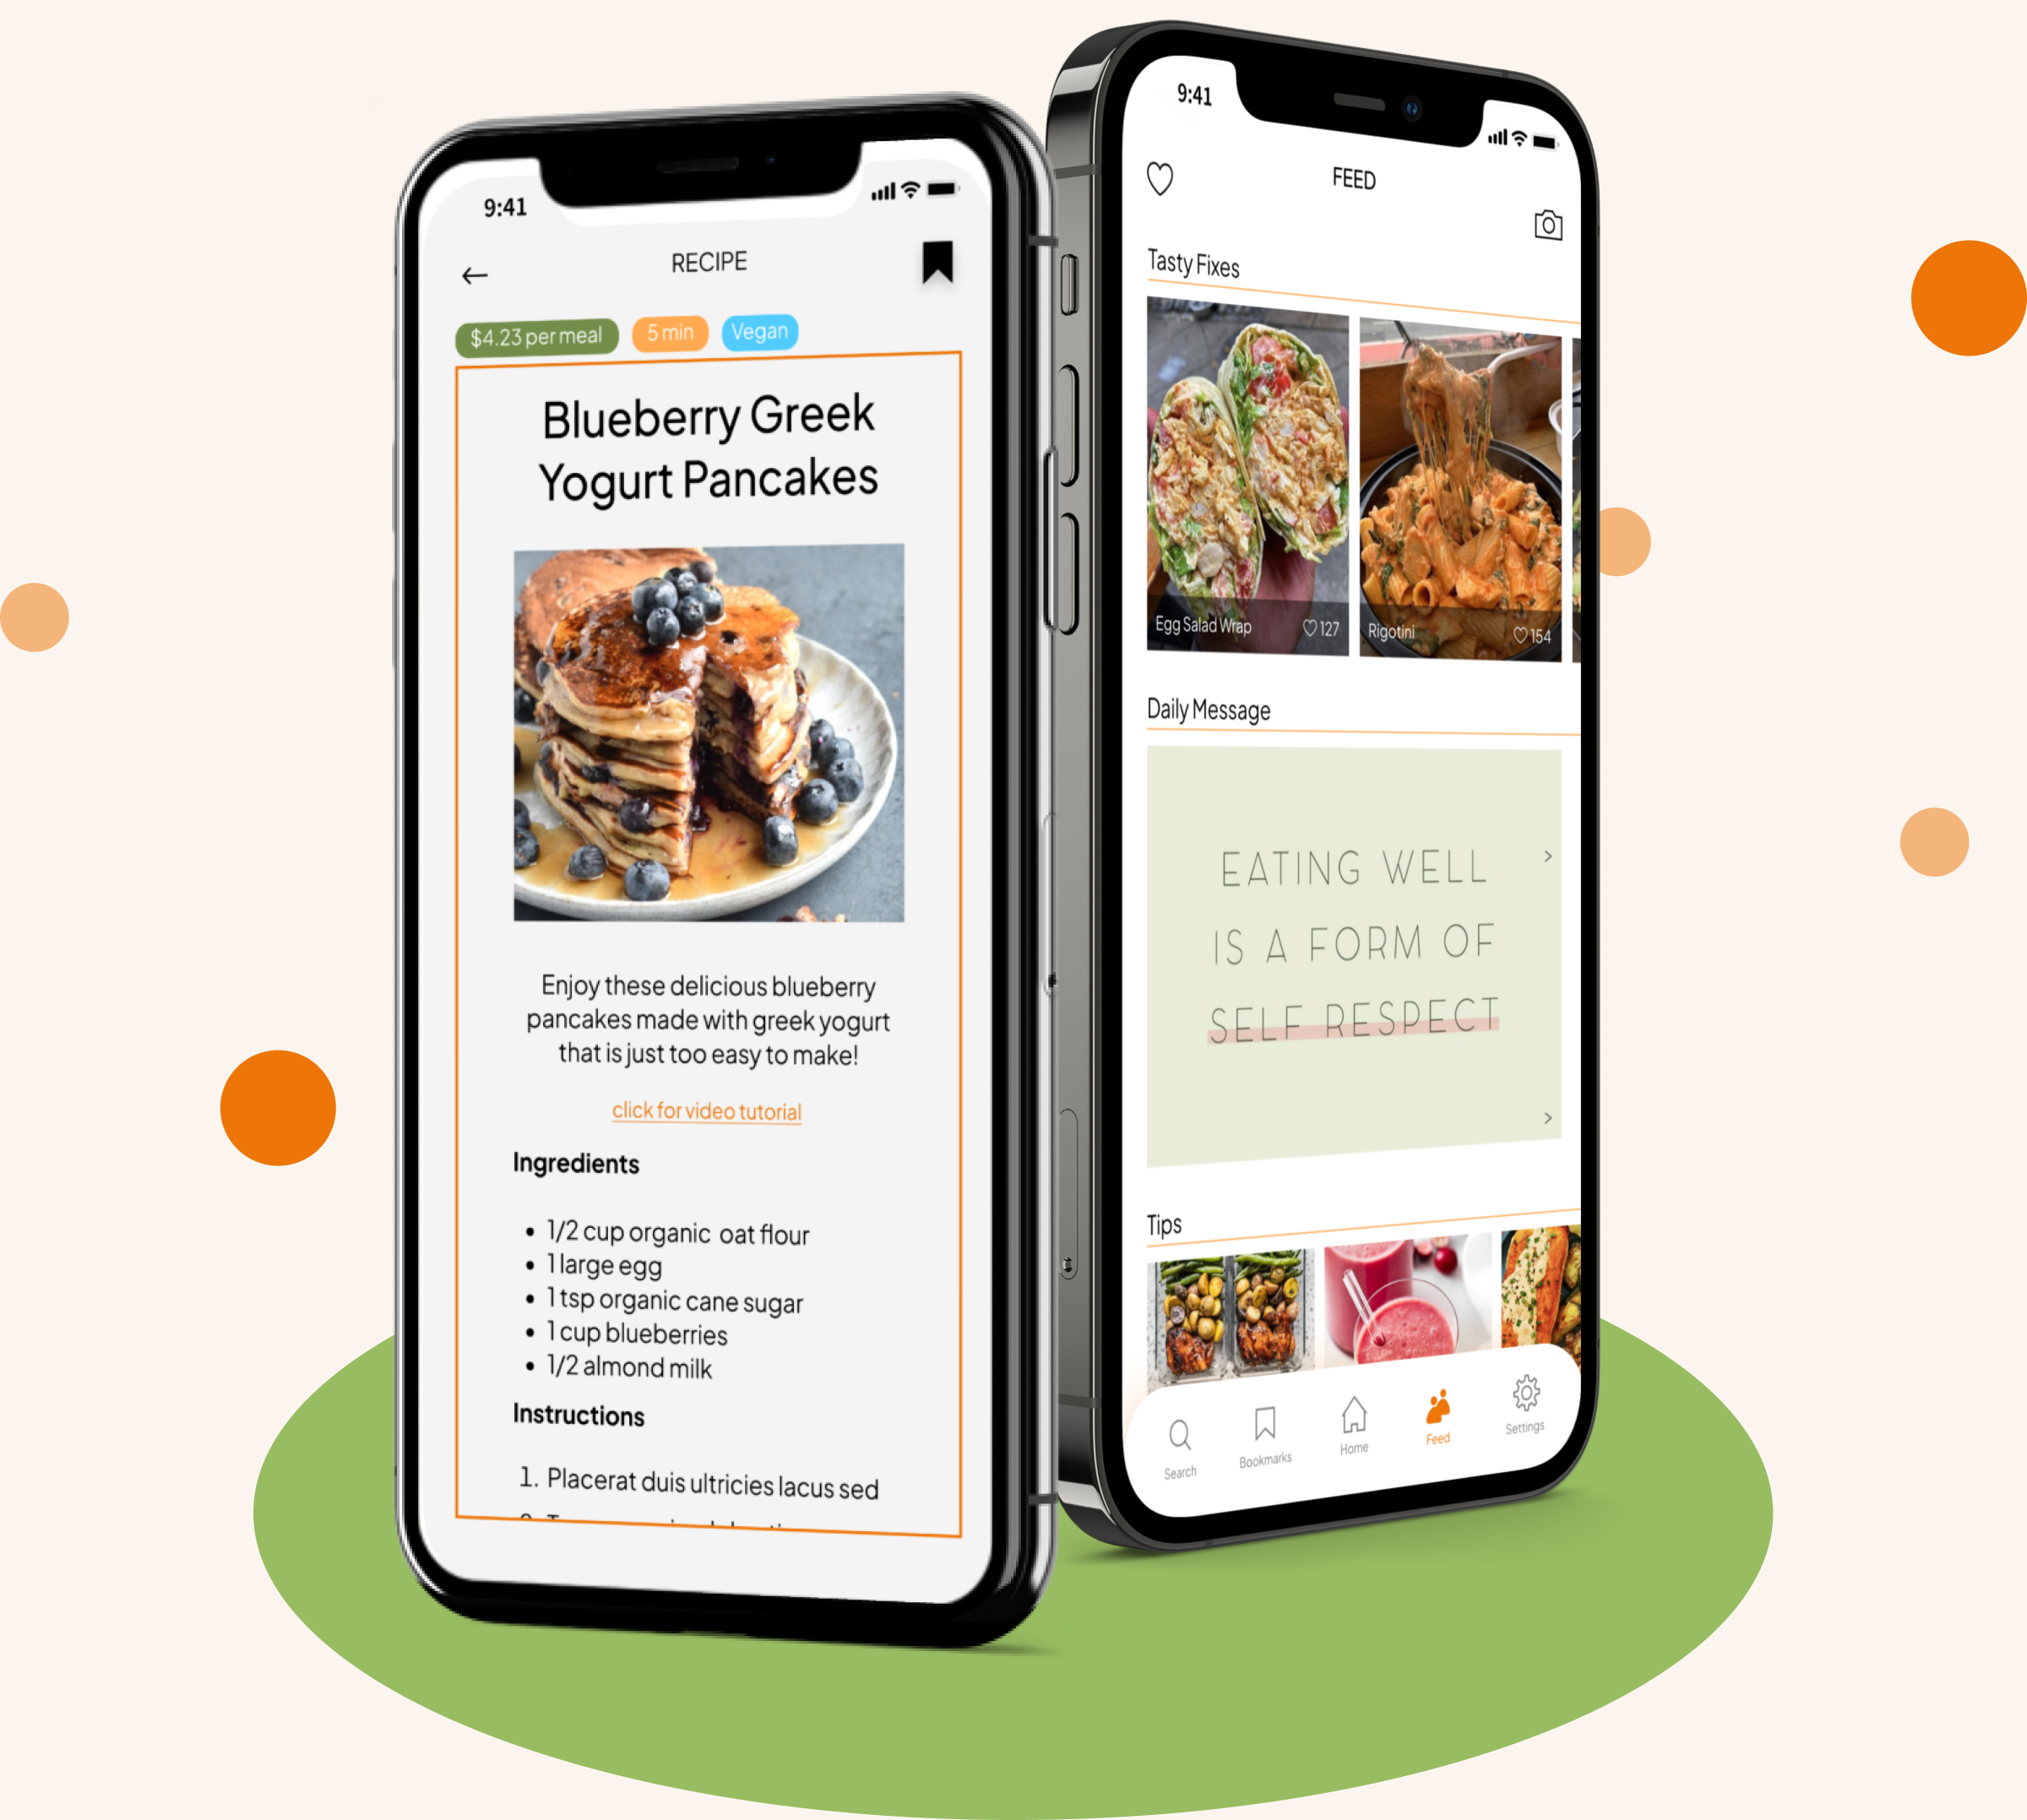 9:41
RECIPE
$4.23 per meal
5 min
Vegan
Blueberry Greek
Yogurt Pancakes
Enjoy these delicious blueberry
pancakes made with greek yogurt
that is just too easy to make!
click for video tutorial
Ingredients
• 1/2 cup organic oat flour
• 1 large egg
• 1 tsp organic cane sugar
• 1 cup blueberries
• 1/2 almond milk
Instructions
1. Placerat duis ultricies lacus sed
9:41
FEED
Tasty Fixes
Egg Salad Wrap
127
Rigotini
154
Daily Message
EATING WELL
IS A FORM OF
SELF RESPECT
Tips
Search
Bookmarks
Home
Feed
Settings